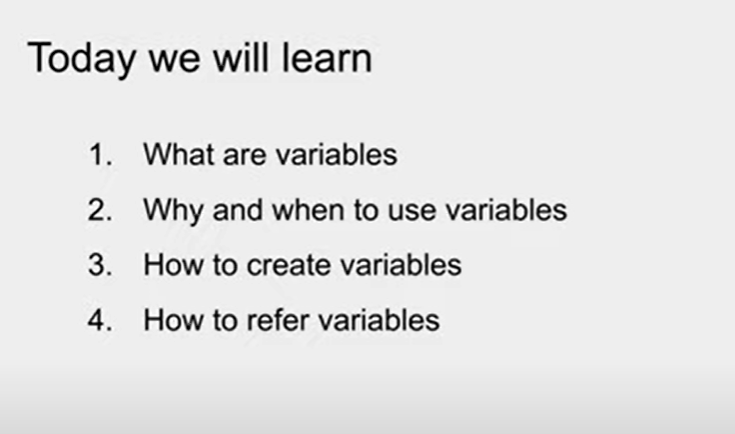 Today we will learn
1. What are variables
2. Why and when to use variables
3. How to create variables
4. How to refer variables